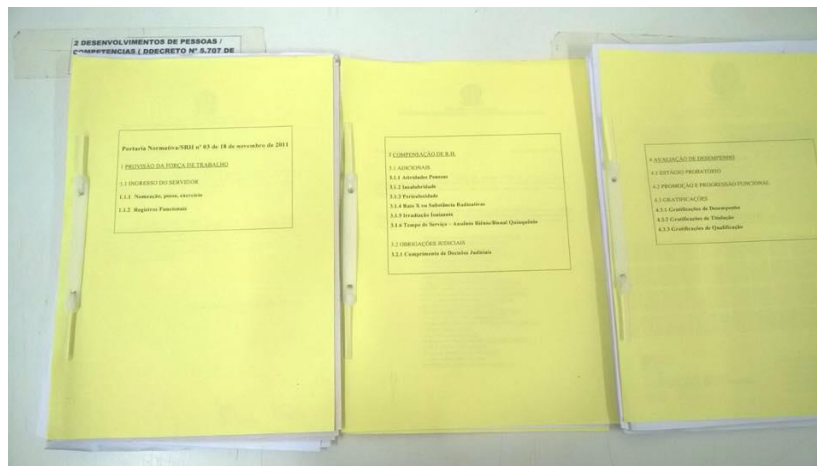 2 DESENVOLVIMENTOS DE PESSOAS /
COMPETENCIAS ( DDECRETO Nº 5.707 DE
Portaria Normativa/SRH nº 03 de 18 de novembro de 2011
1 PROVISÃO DA FORÇA DE TRABALHO
1.1 INGRESSO DO SERVIDOR
1.1.1 Nomeação, posse, exercício
1.1.2 Registros Funcionais
3 COMPENSAÇÃO DE R.H.
3.1 ADICIONAIS
3.1.1 Atividades Penosas
3.1.2 Insalubridade
3.1.3 Periculosidade
3.1.4 Raio X ou Substância Radioativas
3.1.5 Irradiação Ionizante
3.1.6 Tempo de Serviço – Anuênio Biênio/Bienal Quinquênio
3.2 OBRIGAÇÕES JUDICIAIS
3.2.1 Cumprimento de Decisões Judiciais
4 AVALIAÇÃO DE DESEMPENHO
4.1 ESTÁGIO PROBATÓRIO
4.2 PROMOÇÃO E PROGRESSÃO FUNCIONAL
4.3 GRATIFICAÇÕES
4.3.1 Gratificações de Desempenho
4.3.2 Gratificações de Titulação
4.3.3 Gratificações de Qualificação